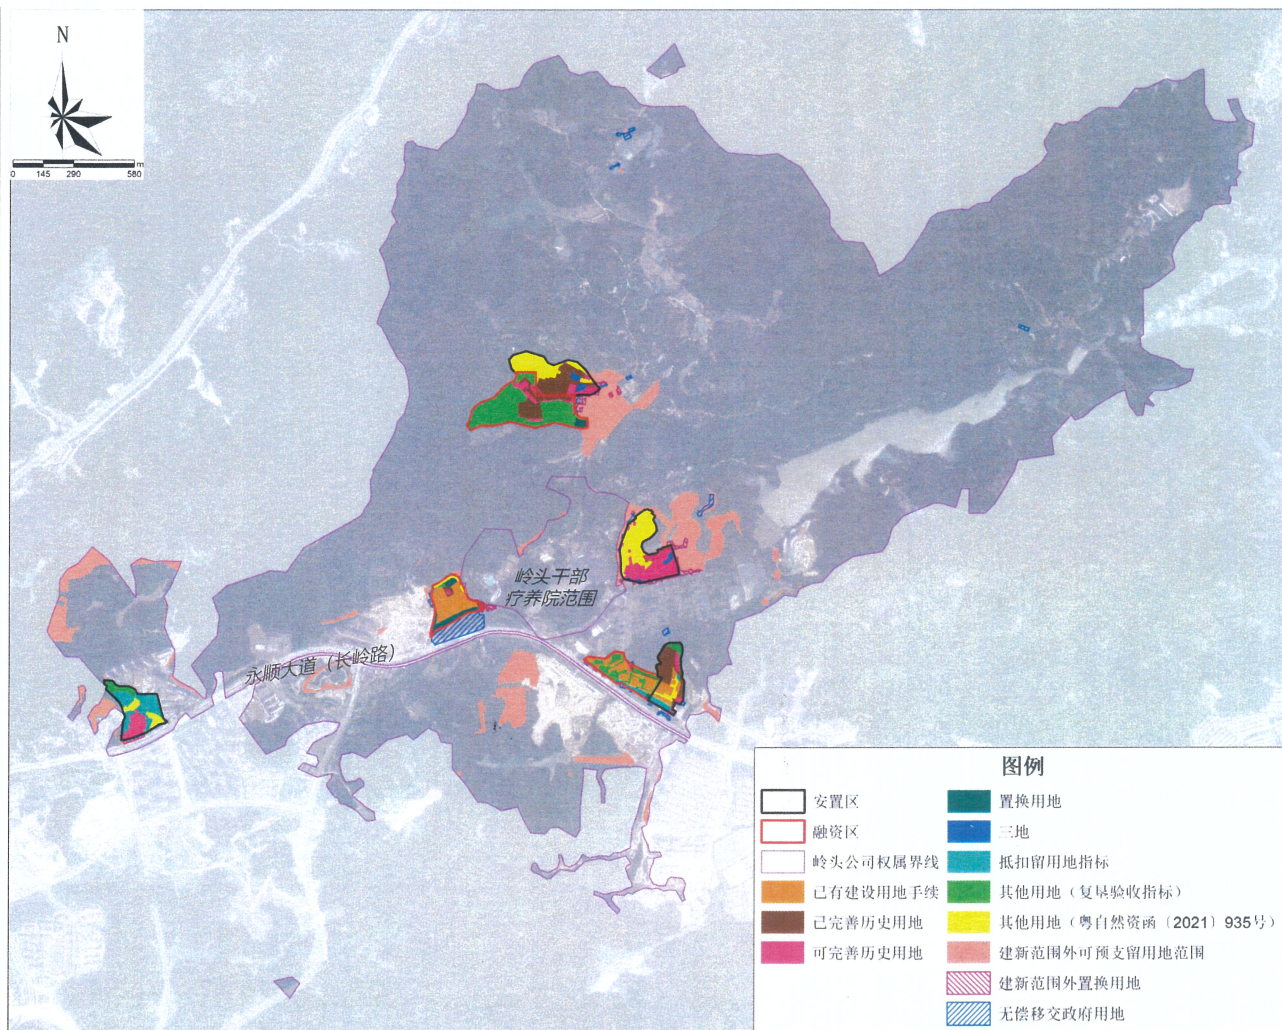 N
0 145 290 580 m
岭头干部
疗养院范围
永顺大道（长岭路）
图例
安置区
融资区
岭头公司权属界线
已有建设用地手续
已完善历史用地
可完善历史用地
置换用地
三地
抵扣留用地指标
其他用地（复垦验收指标）
其他用地（粤自然资函〔2021〕935号）
建新范围外可预支留用地范围
建新范围外置换用地
无偿移交政府用地